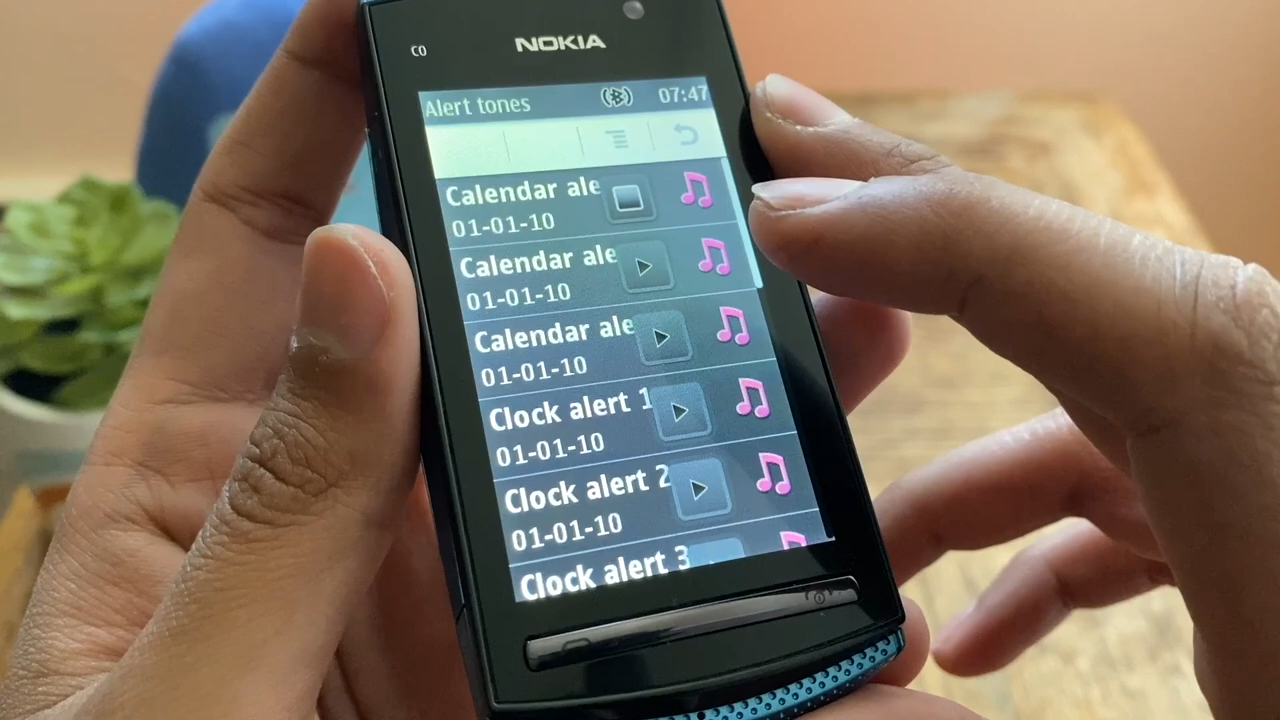 CO
NOKIA
Alert tones 07:47
Calendar ale
01-01-10
Calendar ale
01-01-10
Calendar ale
01-01-10
Clock alert 1
01-01-10
Clock alert 2
01-01-10
Clock alert 3